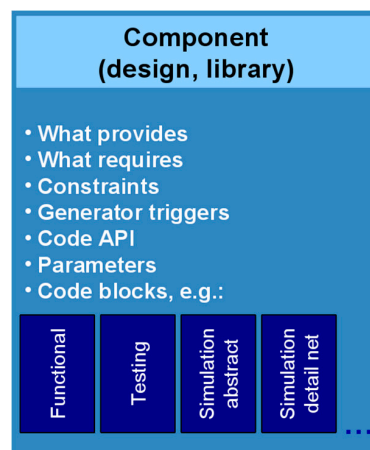 Component
(design, library)
• What provides
• What requires
• Constraints
• Generator triggers
• Code API
• Parameters
• Code blocks, e.g.:
Functional
Testing
Simulation
abstract
Simulation
detail net
...